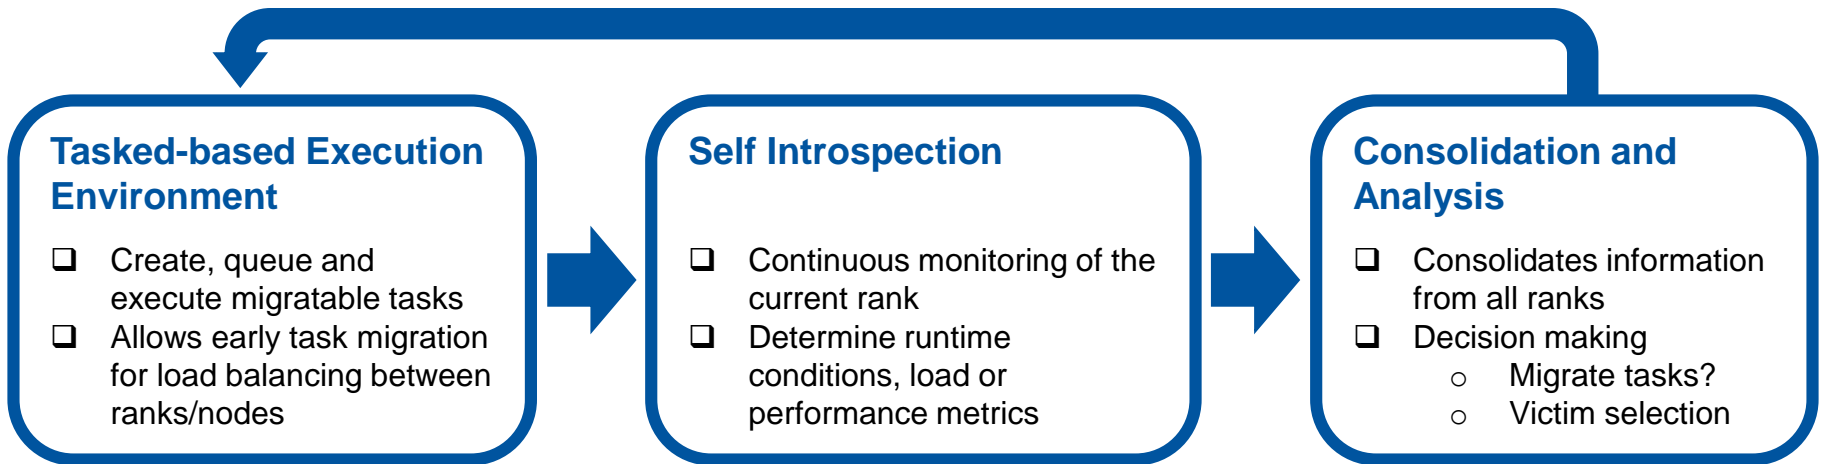 Tasked-based Execution
Environment
❑ Create, queue and
execute migratable tasks
❑ Allows early task migration
for load balancing between
ranks/nodes
Self Introspection
❑ Continuous monitoring of the
current rank
❑ Determine runtime
conditions, load or
performance metrics
Consolidation and
Analysis
❑ Consolidates information
from all ranks
❑ Decision making
o Migrate tasks?
o Victim selection